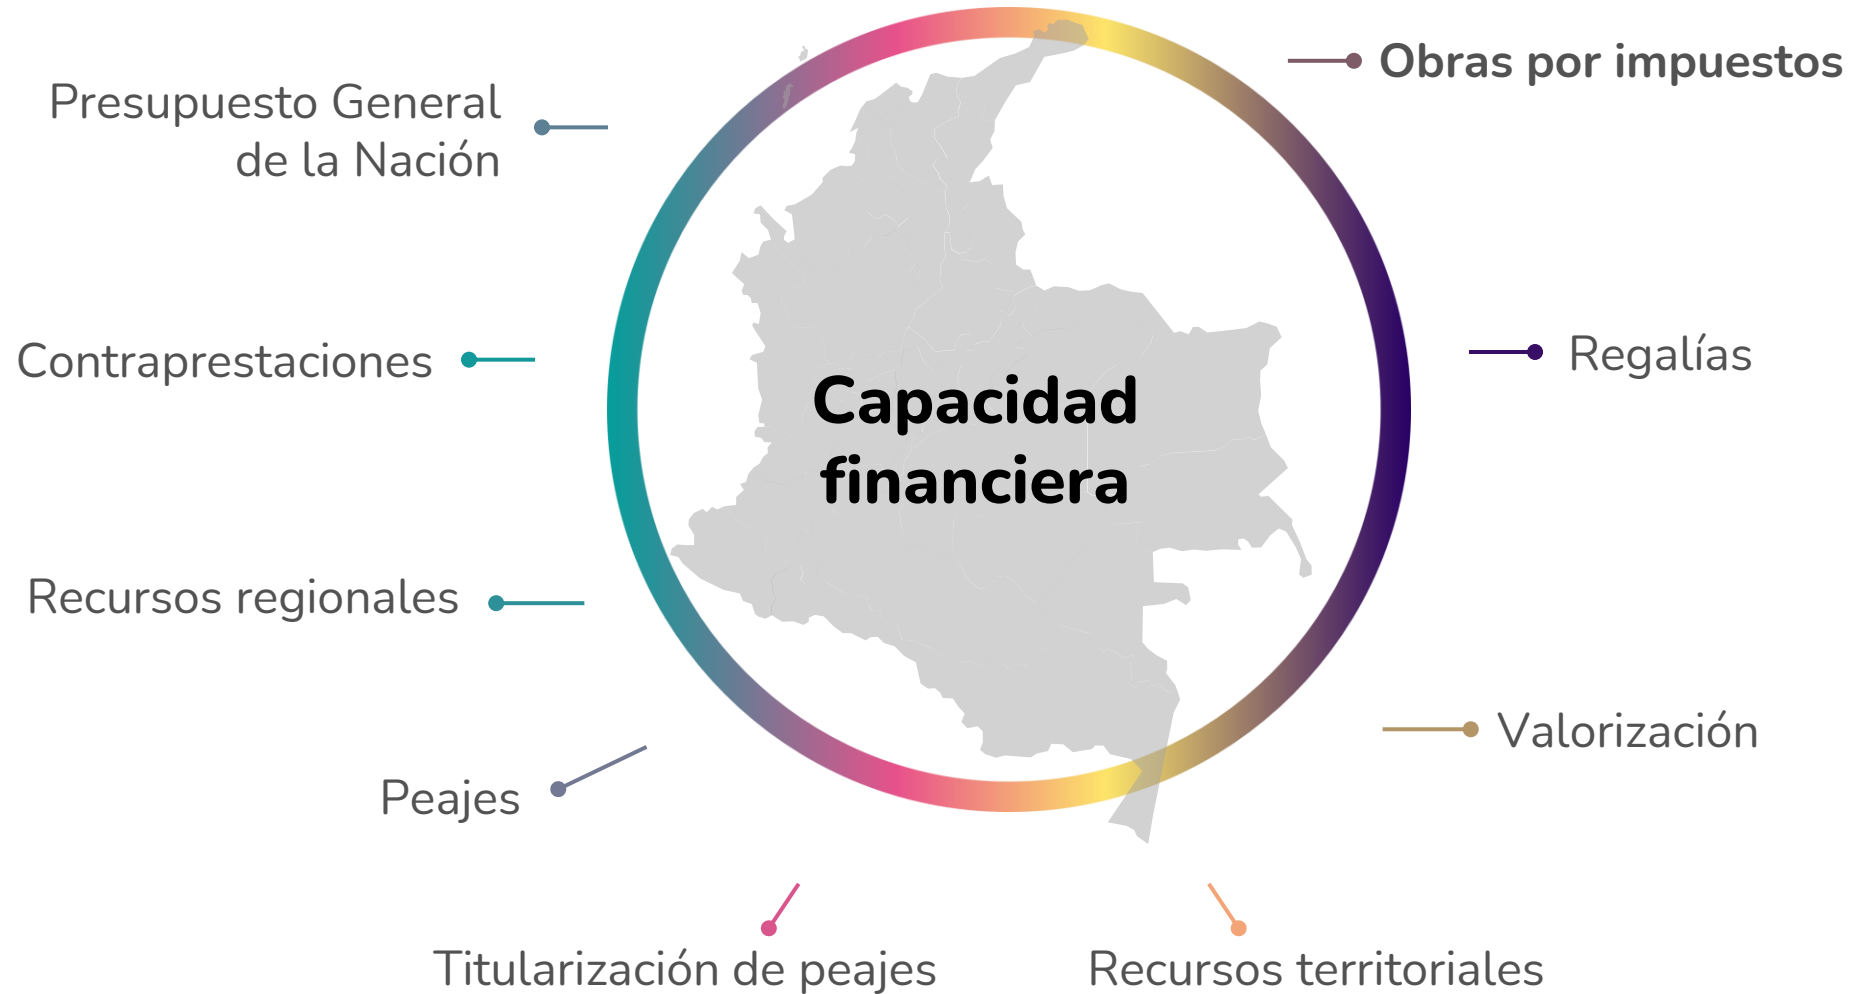 Obras por impuestos
Presupuesto General
de la Nación
Contraprestaciones
Regalías
Capacidad
financiera
Recursos regionales
Valorización
Peajes
Titularización de peajes
Recursos territoriales